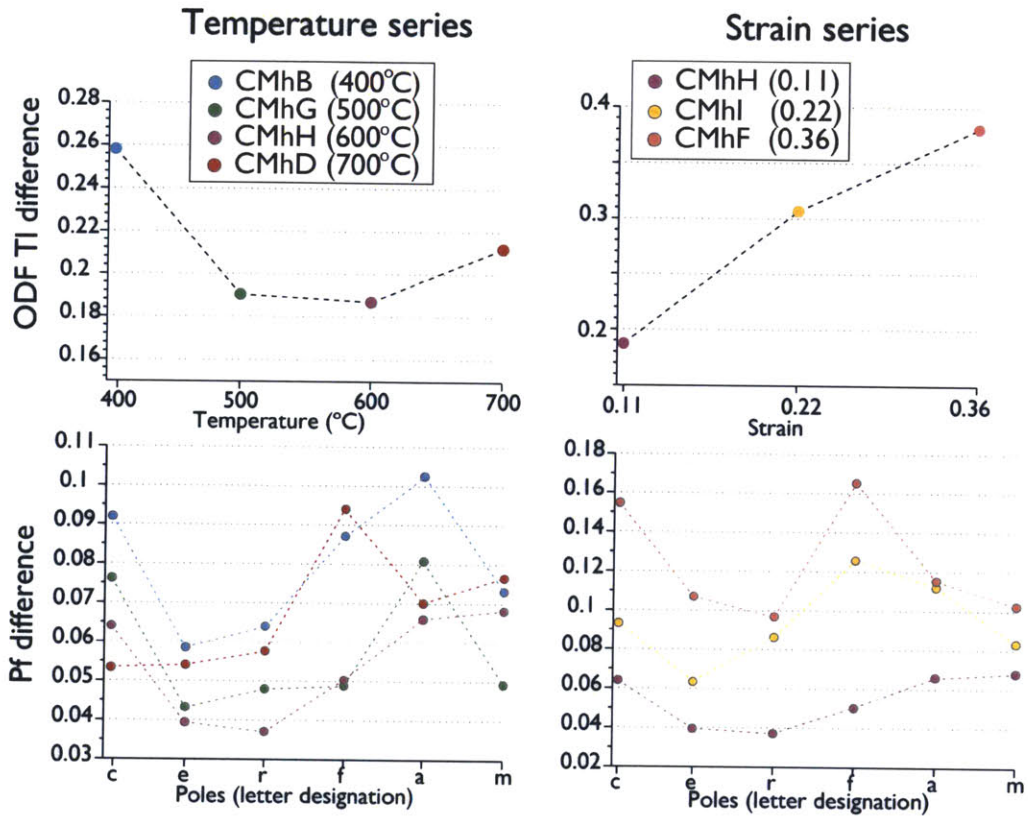 Temperature series
CMhB (400°C)
CMhG (500°C)
CMhH (600°C)
CMhD (700°C)
ODF TI difference
0.28
0.26
0.24
0.22
0.2
0.18
0.16
400
500
600
700
Temperature (°C)
Strain series
CMhH (0.11)
CMhI (0.22)
CMhF (0.36)
0.4
0.3
0.2
0.11
0.22
0.36
Strain
Pf difference
0.11
0.1
0.09
0.08
0.07
0.06
0.05
0.04
0.03
c e r f a m
Poles (letter designation)
0.18
0.16
0.14
0.12
0.1
0.08
0.06
0.04
0.02
c e r f a m
Poles (letter designation)